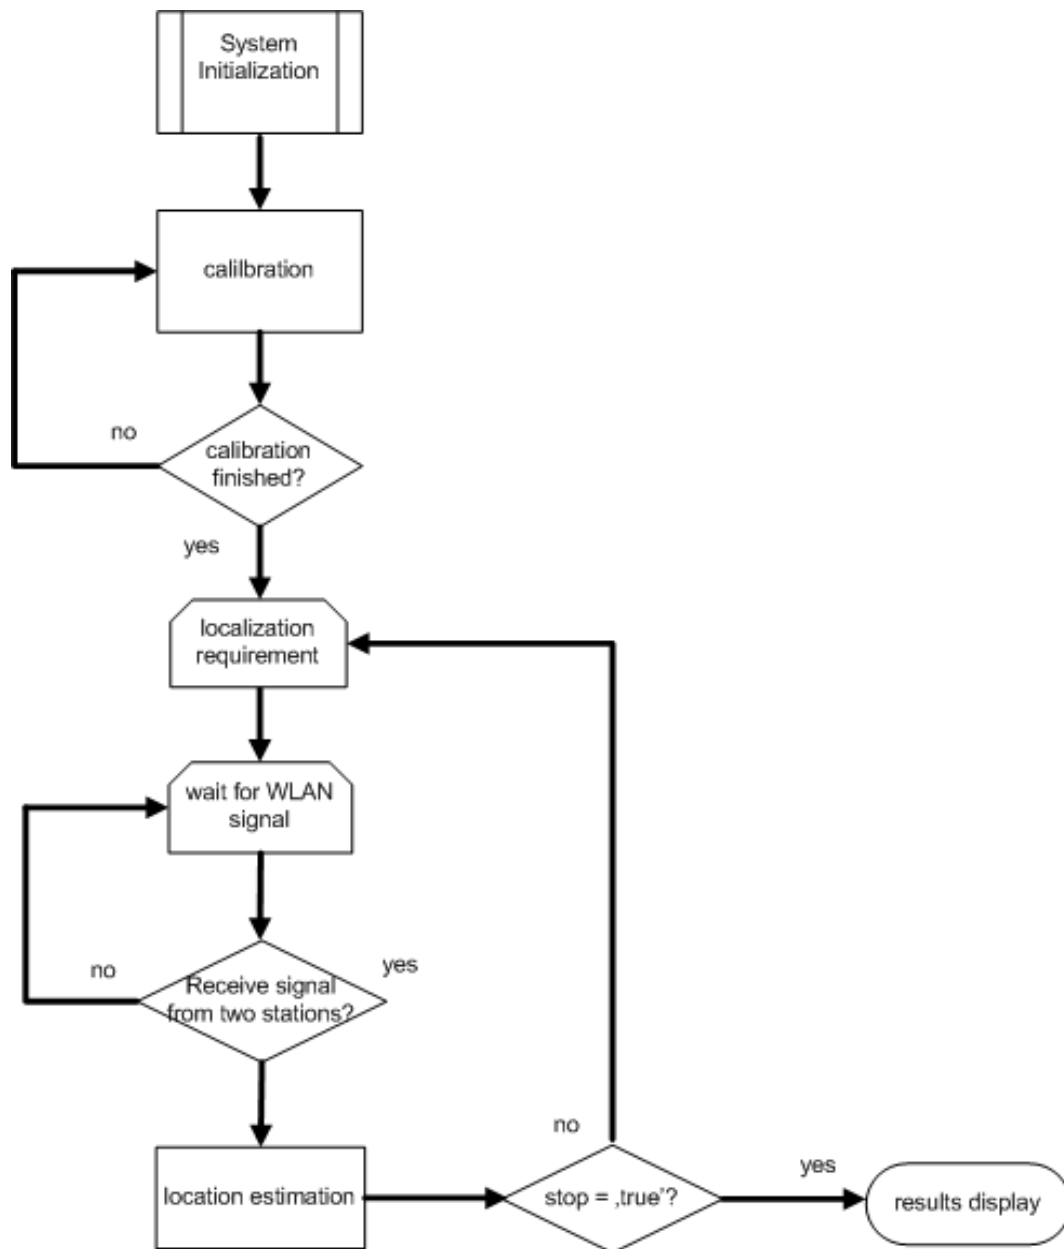 System
Initialization
calilbration
no
calibration
finished?
yes
localization
requirement
wait for WLAN
signal
no
yes
Receive signal
from two stations?
no
location estimation
stop = ‚true’?
yes
results display